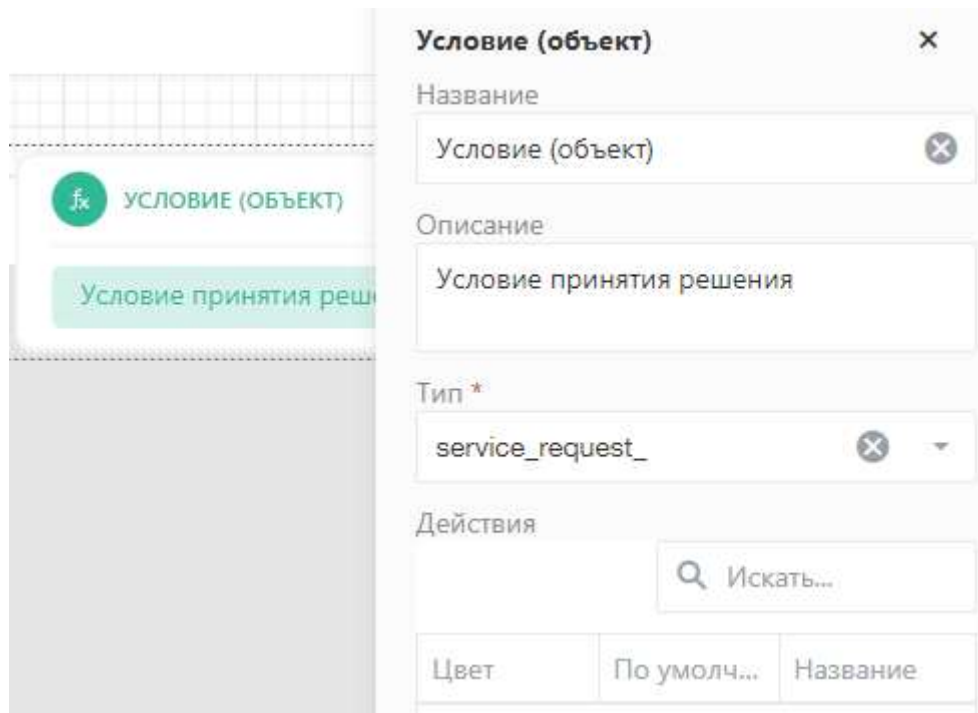 Условие (объект)
Название
Условие (объект)
fx УСЛОВИЕ (ОБЪЕКТ)
Описание
Условие принятия реш
Условие принятия решения
Тип *
service_request_
Действия
Искать...
Цвет По умолч... Название